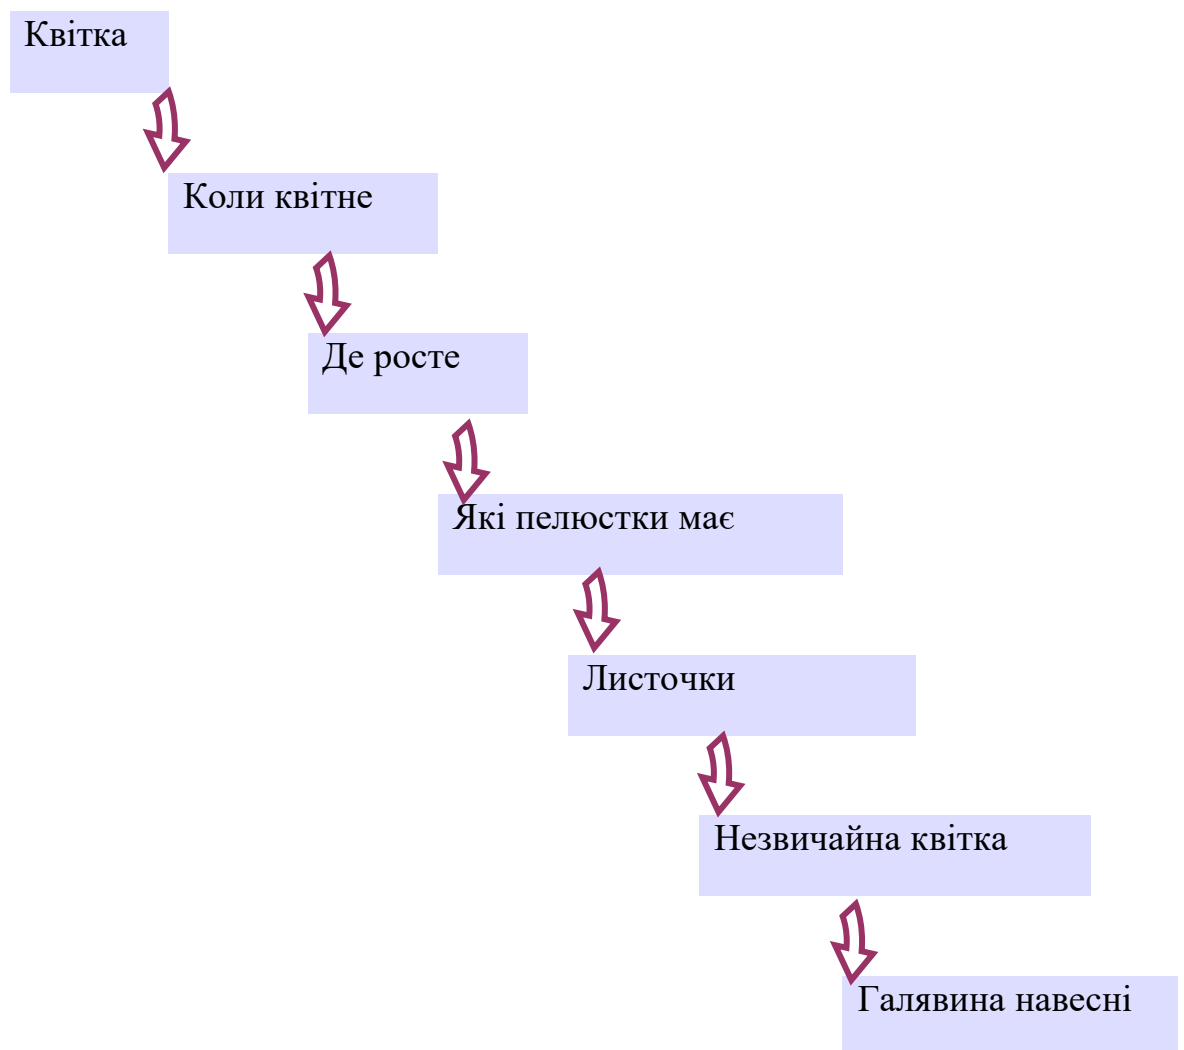 Квітка
Коли квітне
Де росте
Які пелюстки має
Листочки
Незвичайна квітка
Галявина навесні